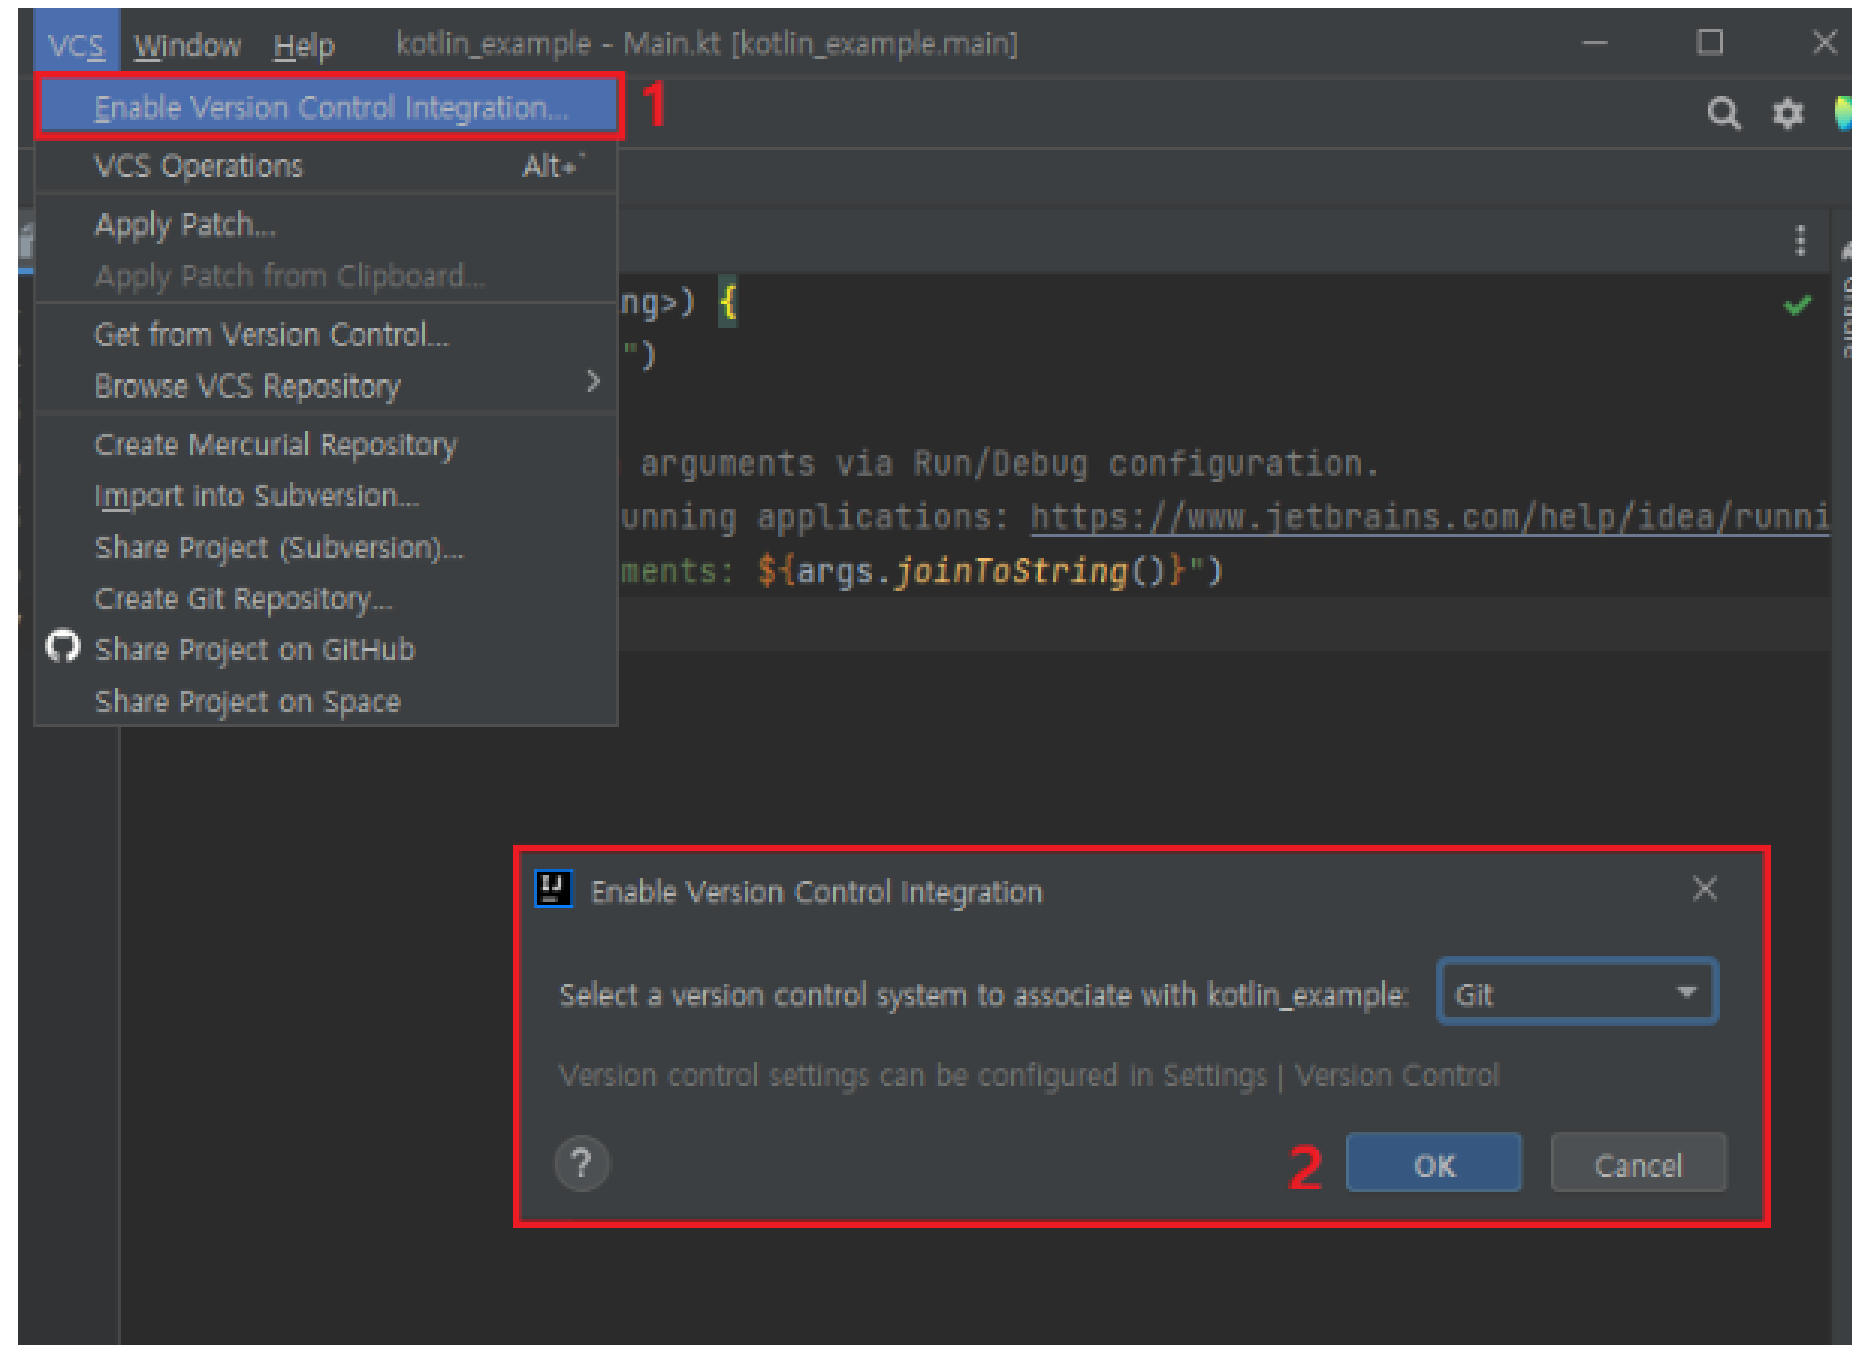 VCS Window Help kotlin_example - Main.kt [kotlin_example.main]
Enable Version Control Integration... 1
VCS Operations Alt+`
Apply Patch...
Apply Patch from Clipboard...
ng>) {
Get from Version Control...
")
Browse VCS Repository
Create Mercurial Repository
arguments via Run/Debug configuration.
Import into Subversion...
unning applications: https://www.jetbrains.com/help/idea/runni
Share Project (Subversion)...
ments: ${args.joinToString()}")
Create Git Repository...
Share Project on GitHub
Share Project on Space
IJ Enable Version Control Integration
Select a version control system to associate with kotlin_example: Git
Version control settings can be configured in Settings | Version Control
? 2 OK Cancel